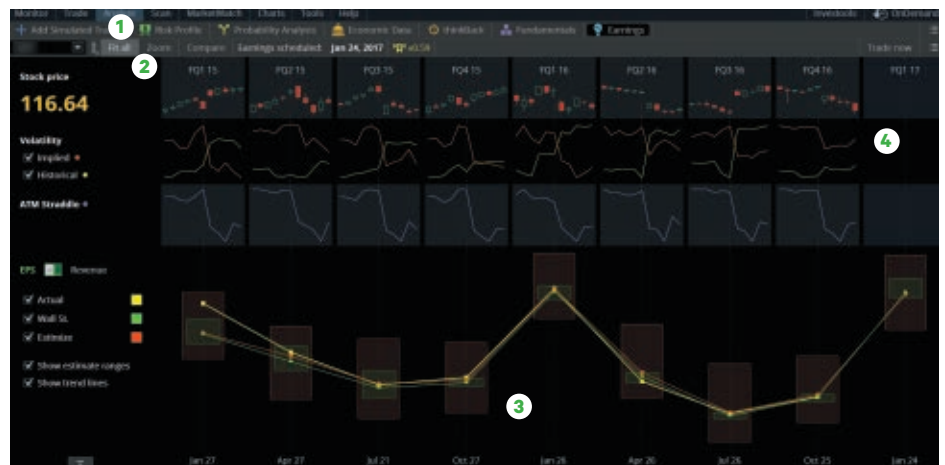 Monitor Trade Scan MarketWatch Charts Tools Help Investools OnDemand
1
+ Add Simulated Risk Profile Probability Analysis Economic Data thinkBack Fundamentals Earnings
Fit all Zoom Compare Earnings scheduled: Jan 24, 2017 ±0.59 Trade now
2
Stock price
116.64
FQ1 15 FQ2 15 FQ3 15 FQ4 15 FQ1 16 FQ2 16 FQ3 16 FQ4 16 FQ1 17
Volatility
4
Implied
Historical
ATM Straddle
EPS Revenue
Actual
Wall St.
Estimize
Show estimate ranges
Show trend lines
3
Jan 27 Apr 27 Jul 21 Oct 27 Jan 26 Apr 26 Jul 26 Oct 25 Jan 24